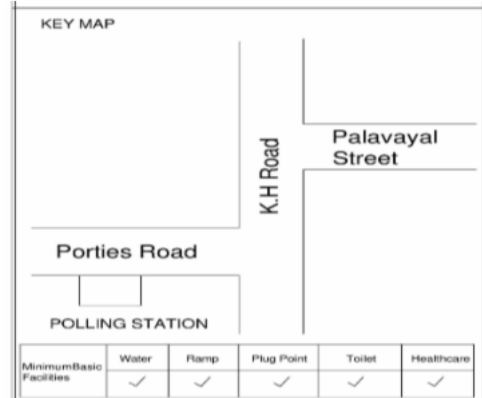 KEY MAP
Palavayal
Street
K.H Road
Porties Road
POLLING STATION
MinimumBasic
Facilities
Water
Ramp
Plug Point
Toilet
Healthcare